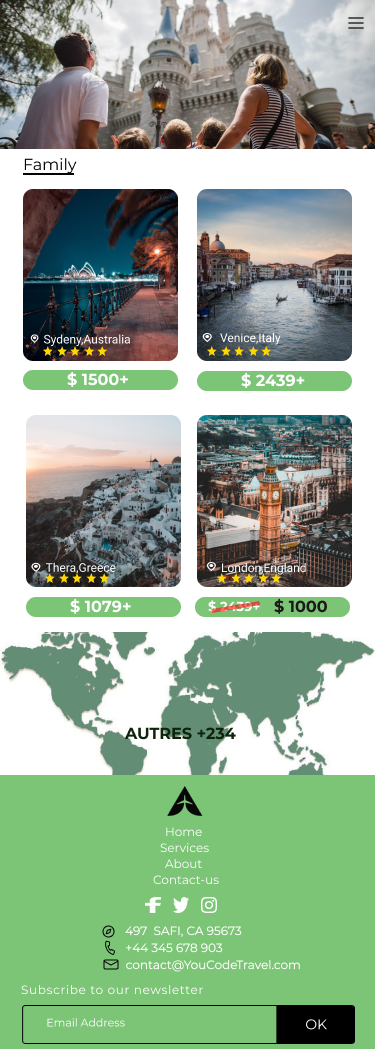 Family
Sydeny,Australia
Venice,Italy
$ 1500+
$ 2439+
Thera,Greece
London,England
$ 1079+
$ 2439+ $ 1000
AUTRES +234
Home
Services
About
Contact-us
497 SAFI, CA 95673
+44 345 678 903
contact@YouCodeTravel.com
Subscribe to our newsletter
Email Address
OK